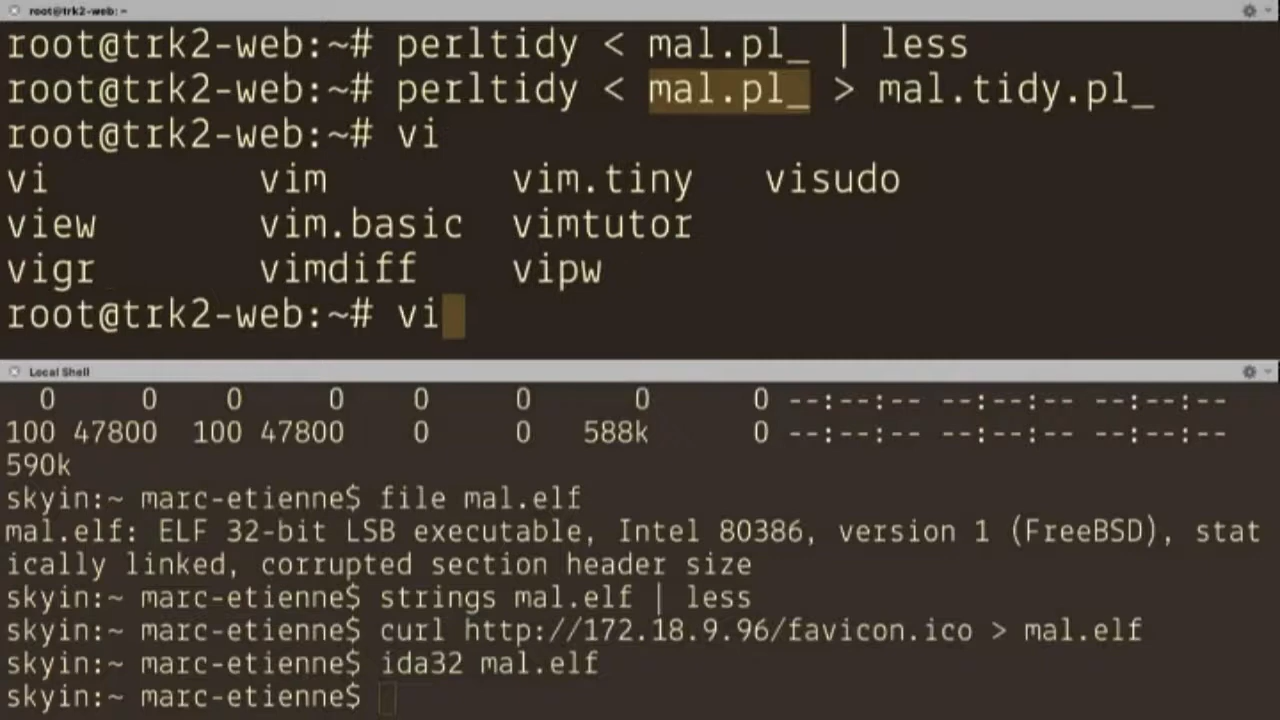 root@trk2-web: ~
root@trk2-web:~# perltidy < mal.pl_ | less
root@trk2-web:~# perltidy < mal.pl_ > mal.tidy.pl_
root@trk2-web:~# vi
vi vim vim.tiny visudo
view vim.basic vimtutor
vigr vimdiff vipw
root@trk2-web:~# vi
Local Shell
0 0 0 0 0 0 0 0 --:--:-- --:--:-- --:--:--
100 47800 100 47800 0 0 588k 0 --:--:-- --:--:-- --:--:--
590k
skyin:~ marc-etienne$ file mal.elf
mal.elf: ELF 32-bit LSB executable, Intel 80386, version 1 (FreeBSD), stat
ically linked, corrupted section header size
skyin:~ marc-etienne$ strings mal.elf | less
skyin:~ marc-etienne$ curl http://172.18.9.96/favicon.ico > mal.elf
skyin:~ marc-etienne$ ida32 mal.elf
skyin:~ marc-etienne$